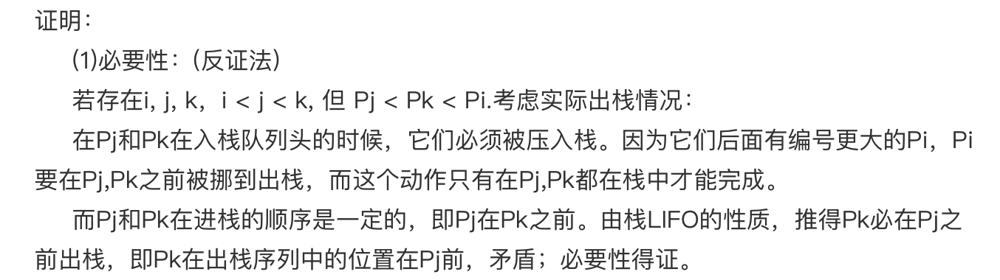 证明：
(1)必要性：(反证法)
若存在i, j, k，i < j < k, 但 Pj < Pk < Pi.考虑实际出栈情况：
在Pj和Pk在入栈队列头的时候，它们必须被压入栈。因为它们后面有编号更大的Pi，Pi
要在Pj,Pk之前被挪到出栈，而这个动作只有在Pj,Pk都在栈中才能完成。
而Pj和Pk在进栈的顺序是一定的，即Pj在Pk之前。由栈LIFO的性质，推得Pk必在Pj之
前出栈，即Pk在出栈序列中的位置在Pj前，矛盾；必要性得证。